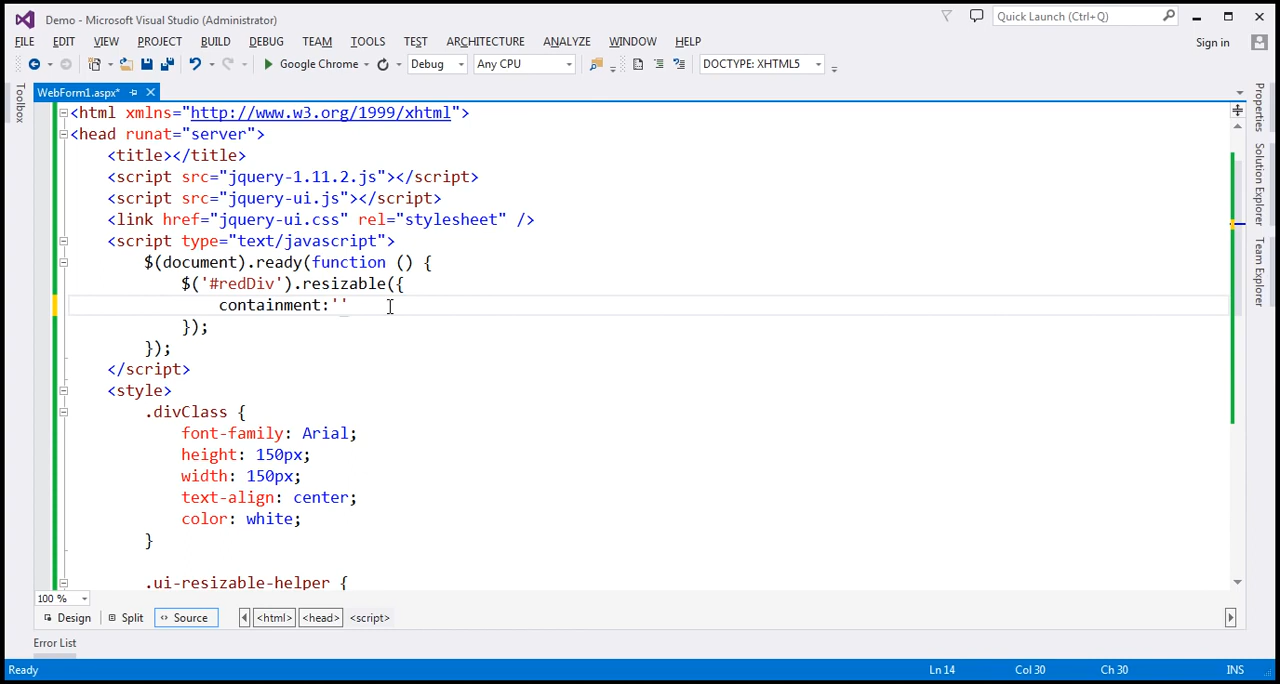 Demo - Microsoft Visual Studio (Administrator)
Quick Launch (Ctrl+Q)
FILE EDIT VIEW PROJECT BUILD DEBUG TEAM TOOLS TEST ARCHITECTURE ANALYZE WINDOW HELP
Sign in
Google Chrome Debug Any CPU DOCTYPE: XHTML5
Toolbox
WebForm1.aspx*
Properties
Solution Explorer
Team Explorer
<html xmlns="http://www.w3.org/1999/xhtml">
<head runat="server">
<title></title>
<script src="jquery-1.11.2.js"></script>
<script src="jquery-ui.js"></script>
<link href="jquery-ui.css" rel="stylesheet" />
<script type="text/javascript">
$(document).ready(function () {
$('#redDiv').resizable({
containment:''
});
});
</script>
<style>
.divClass {
font-family: Arial;
height: 150px;
width: 150px;
text-align: center;
color: white;
}
.ui-resizable-helper {
100 %
Design Split Source <html> <head> <script>
Error List
Ready Ln 14 Col 30 Ch 30 INS